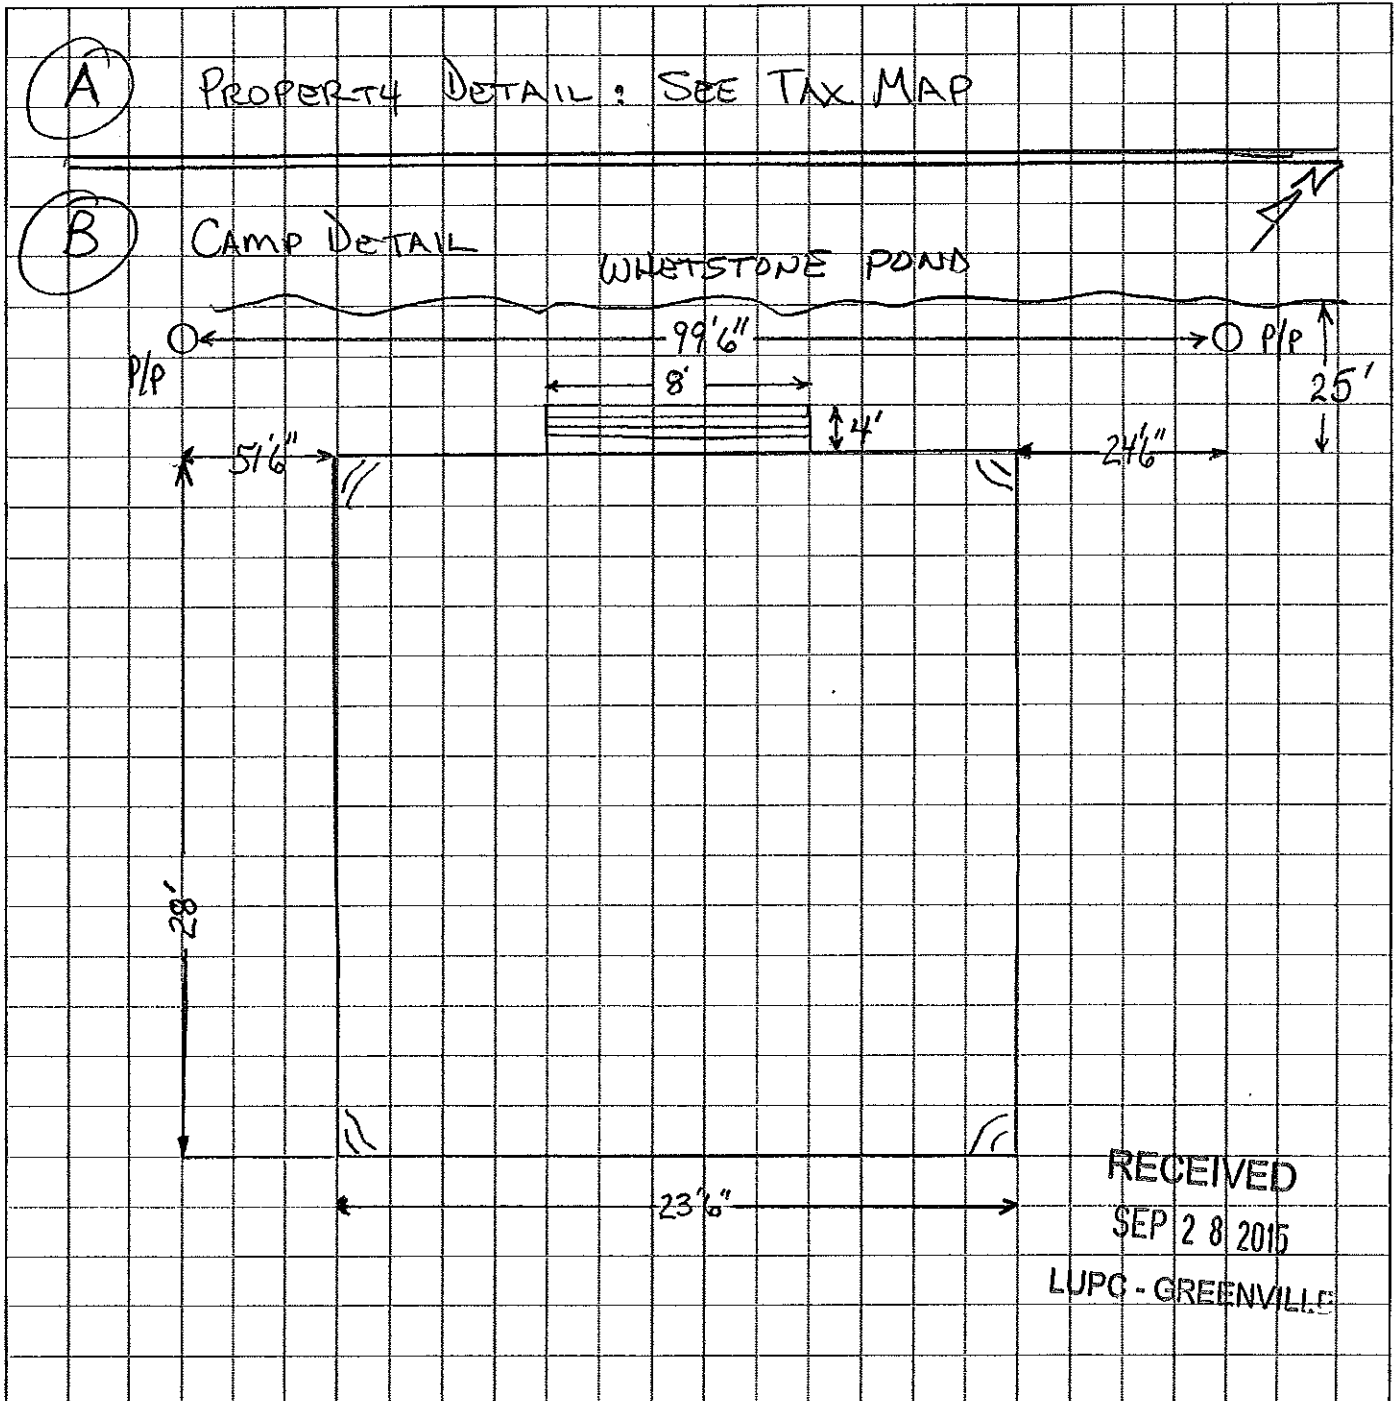 A PROPERTY DETAIL: SEE TAX MAP
N
B CAMP DETAIL
WHETSTONE POND
99'6"
P/P
P/P
25'
8'
4'
51'6"
24'6"
28'
23'6"
RECEIVED
SEP 28 2015
LUPC - GREENVILLE